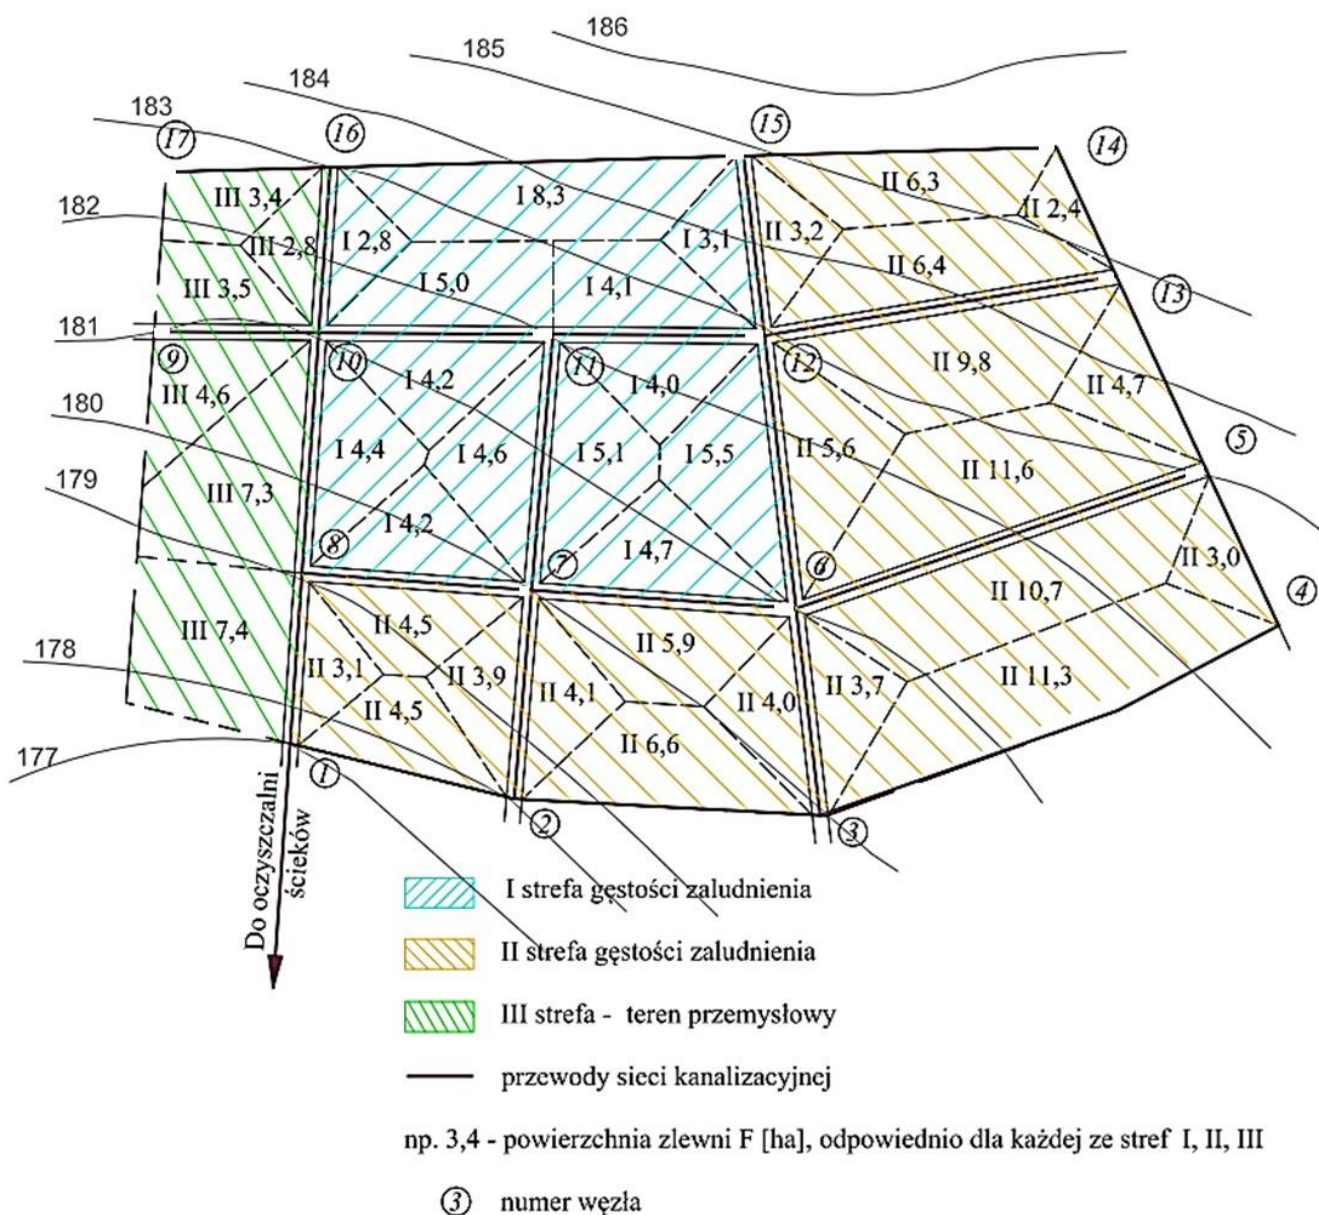 186
185
184
183
182
181
180
179
178
177
17
16
15
14
III 3,4
III 2,8
III 3,5
I 8,3
I 2,8
I 3,1
I 5,0
I 4,1
II 6,3
II 2,4
II 3,2
II 6,4
13
9
10
11
12
III 4,6
I 4,2
I 4,0
II 9,8
II 4,7
5
I 4,4
I 4,6
I 5,1
I 5,5
II 5,6
II 11,6
III 7,3
I 4,2
I 4,7
8
7
6
II 3,0
4
II 10,7
III 7,4
II 4,5
II 5,9
II 3,1
II 3,9
II 4,1
II 4,0
II 3,7
II 11,3
II 4,5
II 6,6
1
2
3
Do oczyszczalni
ścieków
I strefa gęstości zaludnienia
II strefa gęstości zaludnienia
III strefa - teren przemysłowy
przewody sieci kanalizacyjnej
np. 3,4 - powierzchnia zlewni F [ha], odpowiednio dla każdej ze stref I, II, III
3 numer węzła